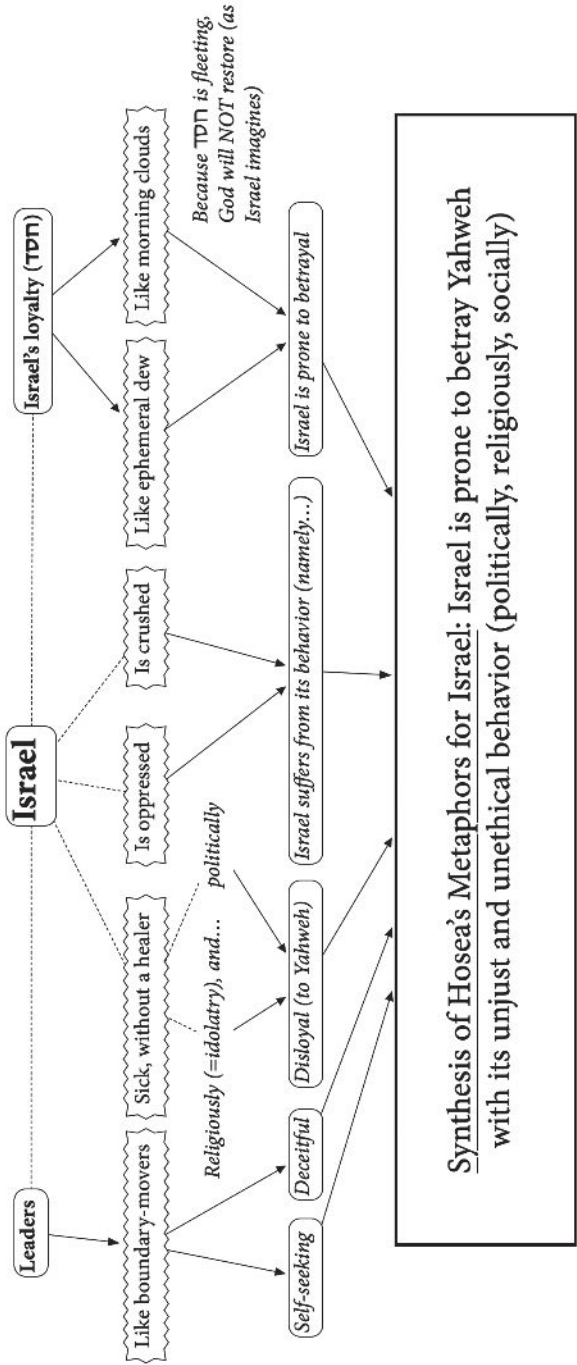 Israel
Leaders
Israel's loyalty (חסד)
Like boundary-movers
Sick, without a healer
Is oppressed
Is crushed
Like ephemeral dew
Like morning clouds
Religiously (=idolatry), and…
politically
Because חסד is fleeting,
God will NOT restore (as
Israel imagines)
Self-seeking
Deceitful
Disloyal (to Yahweh)
Israel suffers from its behavior (namely…)
Israel is prone to betrayal
Synthesis of Hosea's Metaphors for Israel: Israel is prone to betray Yahweh
with its unjust and unethical behavior (politically, religiously, socially)